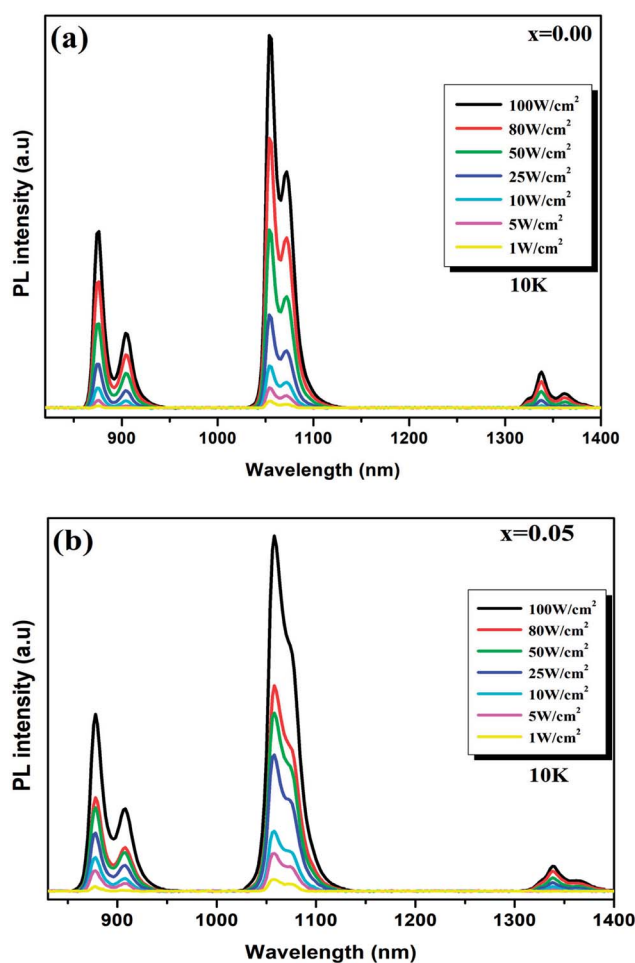 (a)
x=0.00
100W/cm²
80W/cm²
50W/cm²
25W/cm²
10W/cm²
5W/cm²
1W/cm²
10K
PL intensity (a.u)
900 1000 1100 1200 1300 1400
Wavelength (nm)
(b)
x=0.05
100W/cm²
80W/cm²
50W/cm²
25W/cm²
10W/cm²
5W/cm²
1W/cm²
10K
PL intensity (a.u)
900 1000 1100 1200 1300 1400
Wavelength (nm)